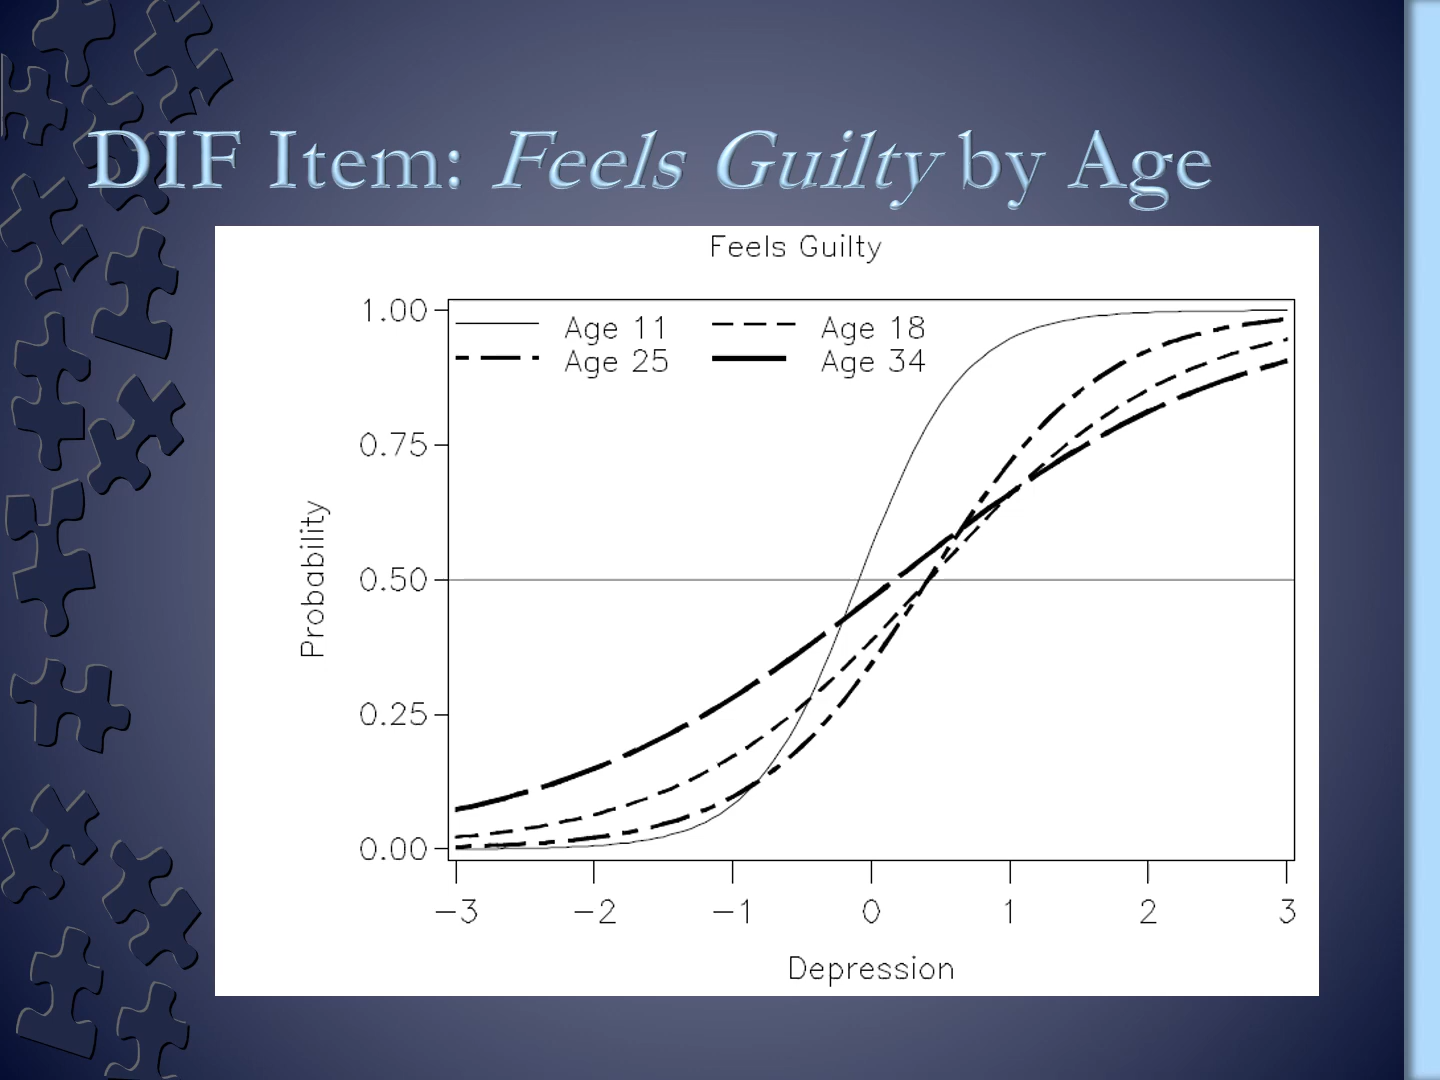 DIF Item: Feels Guilty by Age
Feels Guilty
1.00
0.75
0.50
0.25
0.00
Probability
Age 11
Age 18
Age 25
Age 34
−3
−2
−1
0
1
2
3
Depression